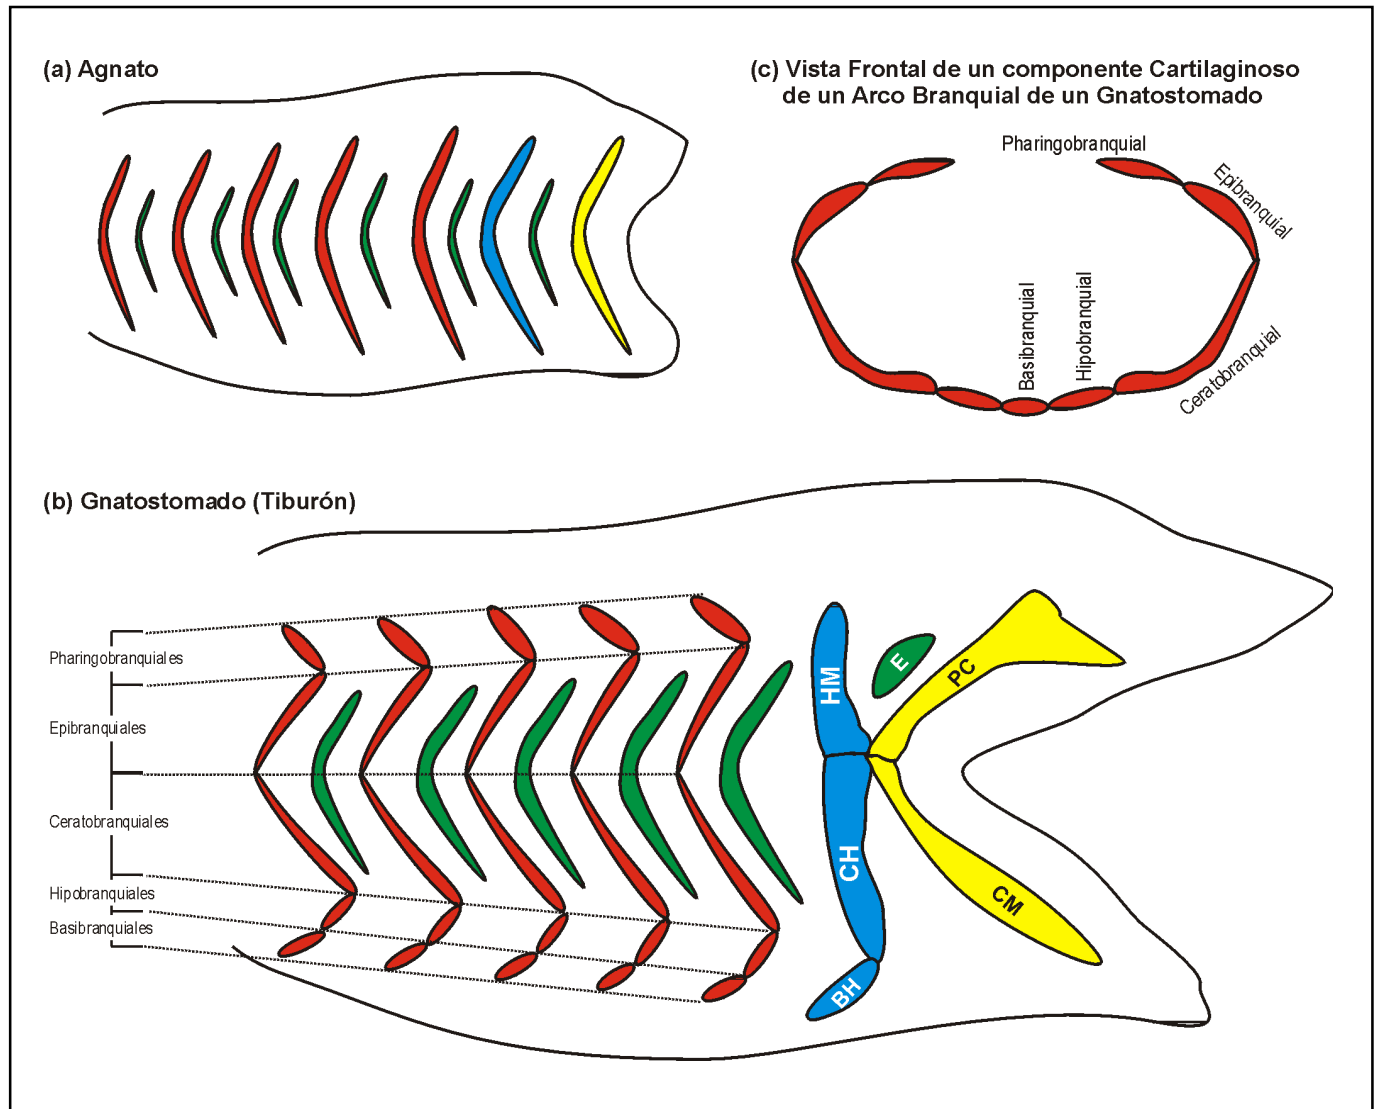 (a) Agnato
(c) Vista Frontal de un componente Cartilaginoso
de un Arco Branquial de un Gnatostomado
Pharingobranquial
Epibranquial
Basibranquial
Hipobranquial
Ceratobranquial
(b) Gnatostomado (Tiburón)
Pharingobranquiales
Epibranquiales
Ceratobranquiales
Hipobranquiales
Basibranquiales
HM
E
PC
CH
CM
BH